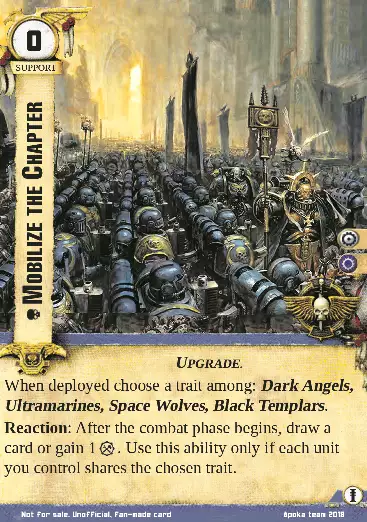 0
SUPPORT
Mobilize the Chapter
Upgrade.
When deployed choose a trait among: Dark Angels,
Ultramarines, Space Wolves, Black Templars.
Reaction: After the combat phase begins, draw a
card or gain 1. Use this ability only if each unit
you control shares the chosen trait.
Not for sale. Unofficial. Fan-made card
Apoka team 2018